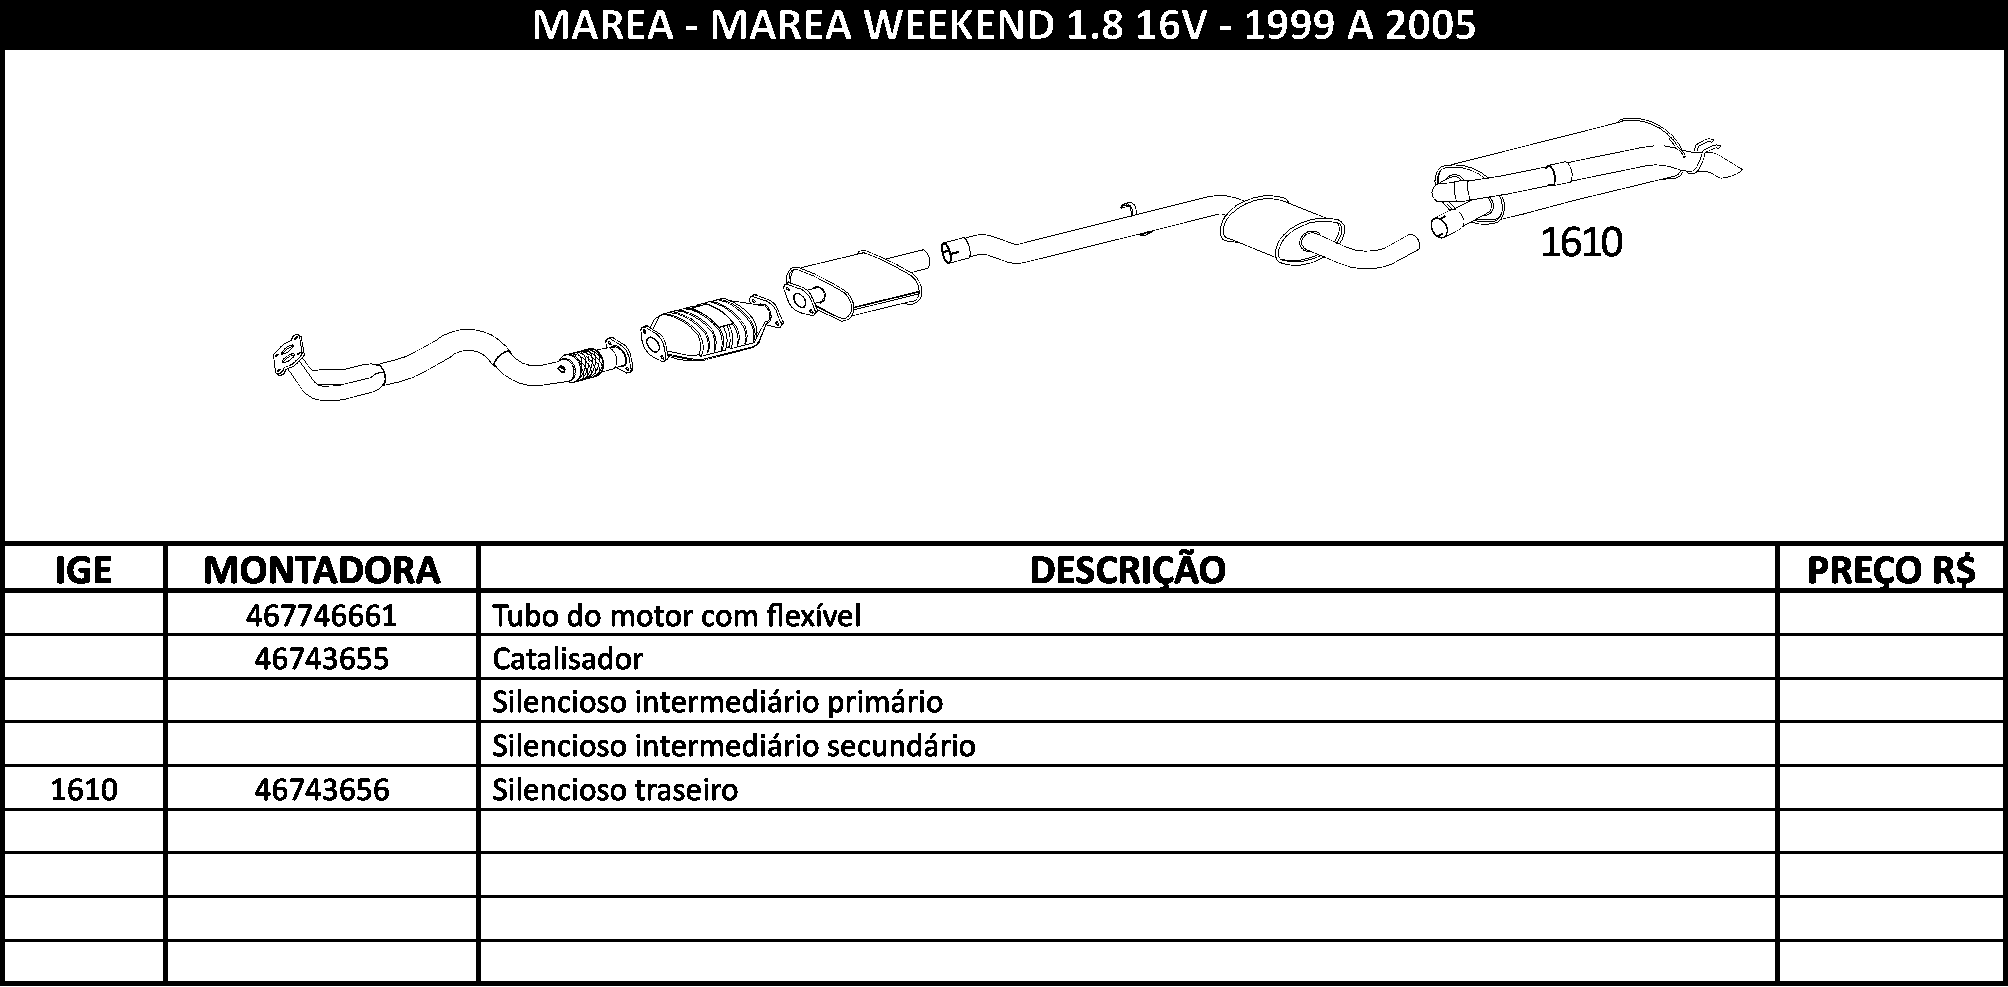 MAREA - MAREA WEEKEND 1.8 16V - 1999 A 2005
1610
IGE MONTADORA DESCRIÇÃO PREÇO R$
467746661 Tubo do motor com flexível
46743655 Catalisador
Silencioso intermediário primário
Silencioso intermediário secundário
1610 46743656 Silencioso traseiro